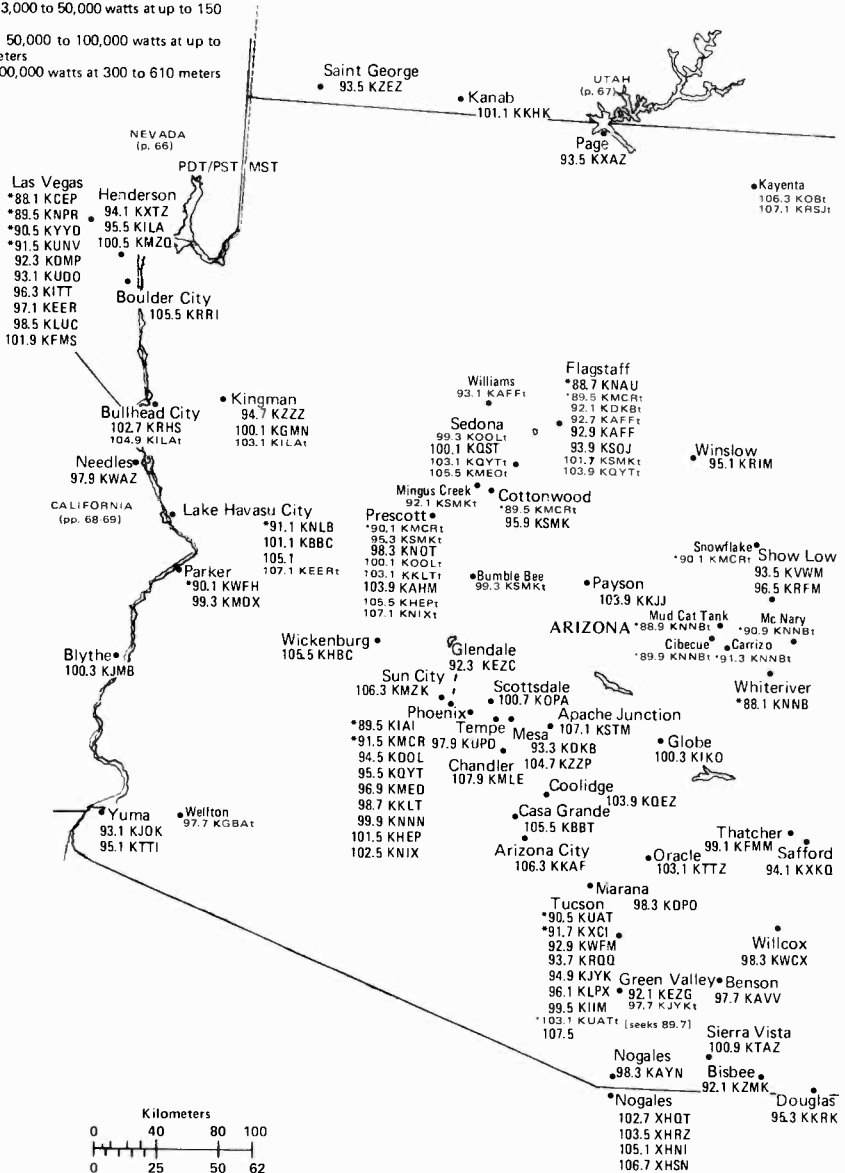 3,000 to 50,000 watts at up to 150
50,000 to 100,000 watts at up to
eters
00,000 watts at 300 to 610 meters
Saint George
93.5 KZEZ
Kanab
101.1 KKHK
UTAH
(p. 67)
Page
93.5 KXAZ
NEVADA
(p. 66)
PDT/PST MST
Kayenta
106.3 KOBt
107.1 KRSJt
Las Vegas
*88.1 KCEP
*89.5 KNPR
*90.5 KYYD
*91.5 KUNV
92.3 KOMP
93.1 KUDO
96.3 KITT
97.1 KEER
98.5 KLUC
101.9 KFMS
Henderson
94.1 KXTZ
95.5 KILA
100.5 KMZQ
Boulder City
105.5 KRRI
Bullhead City
102.7 KRHS
104.9 KILAt
Kingman
94.7 KZZZ
100.1 KGMN
103.1 KILAt
Needles
97.9 KWAZ
CALIFORNIA
(pp. 68-69)
Lake Havasu City
*91.1 KNLB
101.1 KBBC
105.1
107.1 KEERt
Parker
*90.1 KWFH
99.3 KMDX
Blythe
100.3 KJMB
Yuma
93.1 KJOK
95.1 KTTI
Wellton
97.7 KGBAt
Williams
93.1 KAFFt
Sedona
99.3 KOOLt
100.1 KQST
103.1 KQYTt
105.5 KMEOt
Flagstaff
*88.7 KNAU
*89.5 KMCRt
92.1 KDKBt
92.7 KAFFt
92.9 KAFF
93.9 KSOJ
101.7 KSMKt
103.9 KQYTt
Winslow
95.1 KRIM
Mingus Creek
92.1 KSMKt
Cottonwood
*89.5 KMCRt
95.9 KSMK
Prescott
*90.1 KMCRt
95.3 KSMKt
98.3 KNOT
100.1 KOOLt
103.1 KKLTt
103.9 KAHM
105.5 KHEPt
107.1 KNIXt
Bumble Bee
99.3 KSMKt
Payson
103.9 KKJJ
Snowflake
*90.1 KMCRt
Show Low
93.5 KVWM
96.5 KRFM
ARIZONA
Mud Cat Tank
*88.9 KNNBt
Mc Nary
*90.9 KNNBt
Cibecue
*89.9 KNNBt
Carrizo
*91.3 KNNBt
Whiteriver
*88.1 KNNB
Wickenburg
105.5 KHBC
Glendale
92.3 KEZC
Sun City
106.3 KMZK
Scottsdale
100.7 KOPA
Phoenix
*89.5 KIAI
*91.5 KMCR
94.5 KOOL
95.5 KQYT
96.9 KMEO
98.7 KKLT
99.9 KNNN
101.5 KHEP
102.5 KNIX
Tempe
97.9 KUPD
Mesa
93.3 KDKB
104.7 KZZP
Apache Junction
107.1 KSTM
Chandler
107.9 KMLE
Globe
100.3 KIKO
Coolidge
103.9 KQEZ
Casa Grande
105.5 KBBT
Arizona City
106.3 KKAF
Thatcher
99.1 KFMM
Safford
94.1 KXKQ
Oracle
103.1 KTTZ
Marana
98.3 KOPO
Tucson
*90.5 KUAT
*91.7 KXCI
92.9 KWFM
93.7 KRQQ
94.9 KJYK
96.1 KLPX
99.5 KIIM
*103.1 KUATt [seeks 89.7]
107.5
Willcox
98.3 KWCX
Green Valley
92.1 KEZG
97.7 KJYKt
Benson
97.7 KAVV
Sierra Vista
100.9 KTAZ
Nogales
98.3 KAYN
Bisbee
92.1 KZMK
Douglas
95.3 KKRK
Nogales
102.7 XHQT
103.5 XHRZ
105.1 XHNI
106.7 XHSN
Kilometers
0 40 80 100
0 25 50 62